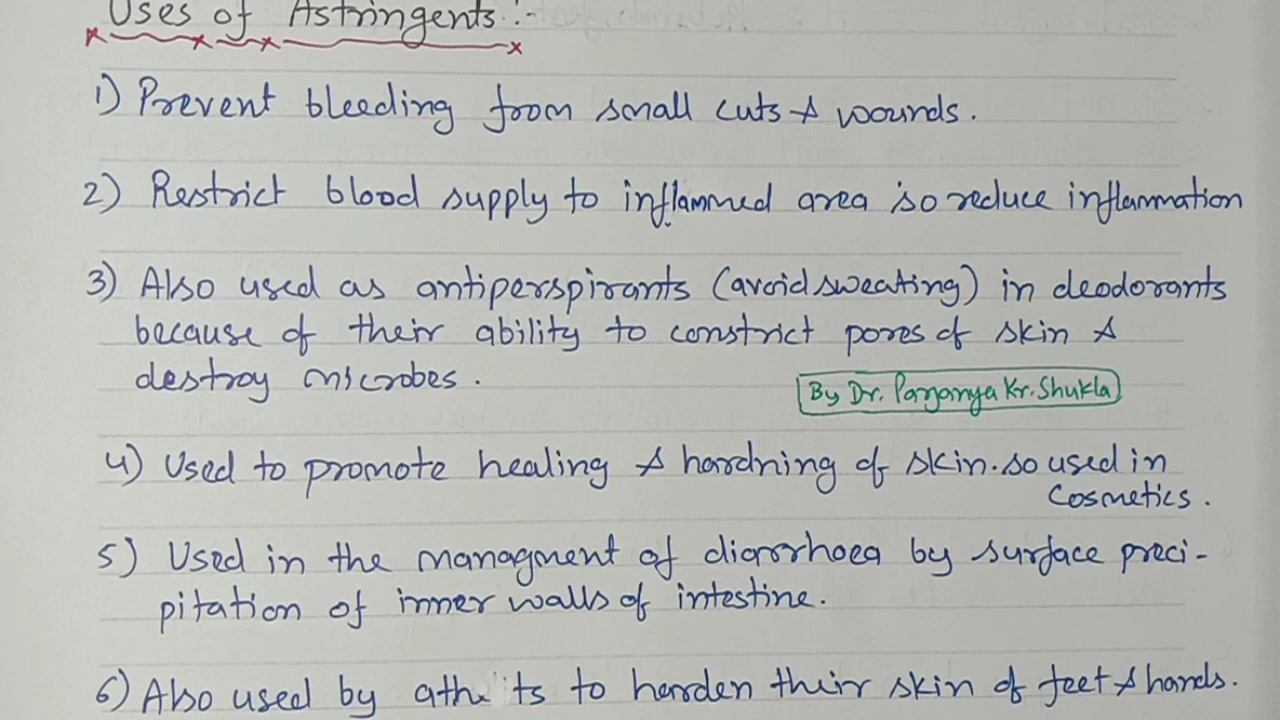 Uses of Astringents :-
1) Prevent bleeding from small cuts & wounds.
2) Restrict blood supply to inflammed area so reduce inflammation
3) Also used as antiperspirants (avoid sweating) in deodorants
because of their ability to constrict pores of skin &
destroy microbes.
By Dr. Parjanya Kr. Shukla
4) Used to promote healing & hardning of skin. so used in
Cosmetics.
5) Used in the managment of diarrhoea by surface preci-
pitation of inner walls of intestine.
6) Also used by to harden their skin of feet & hands.